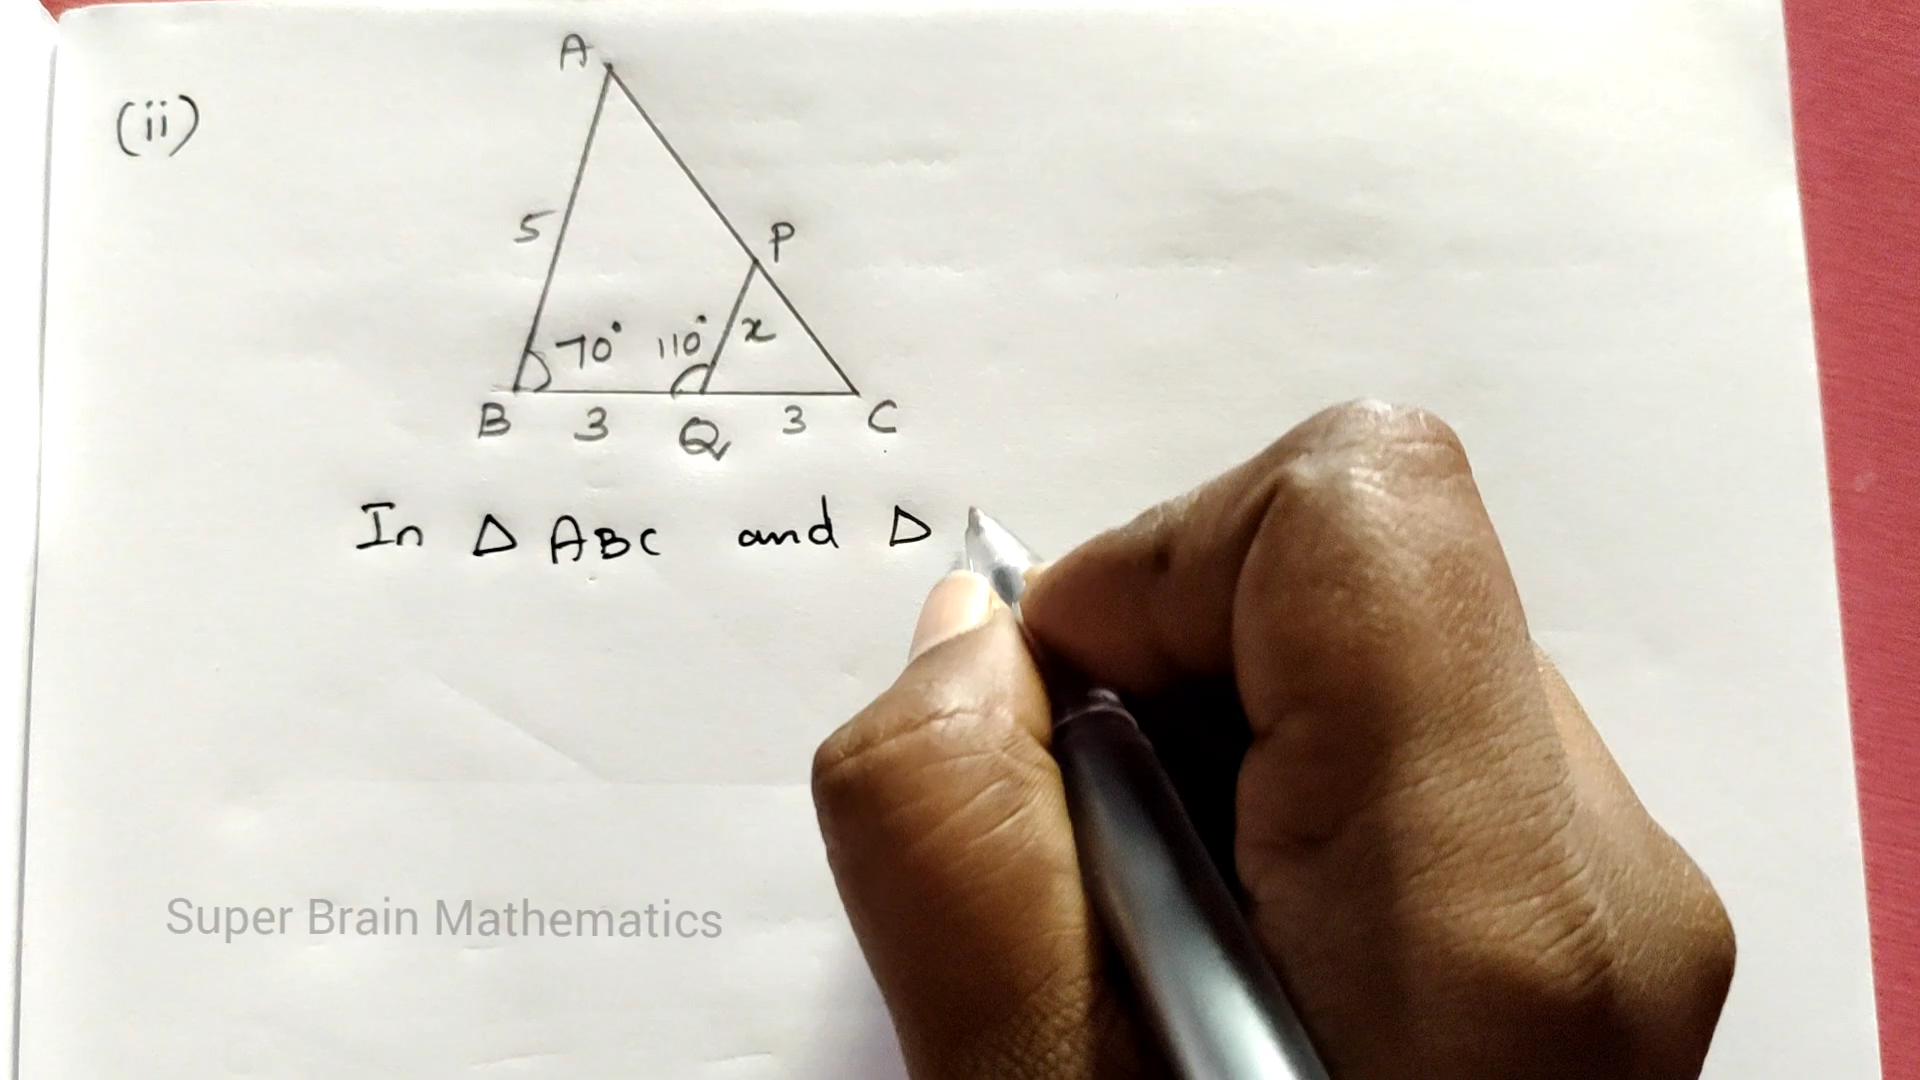 (ii)
A
5
P
70° 110° x
B 3 Q 3 C
In Δ ABC and Δ
Super Brain Mathematics